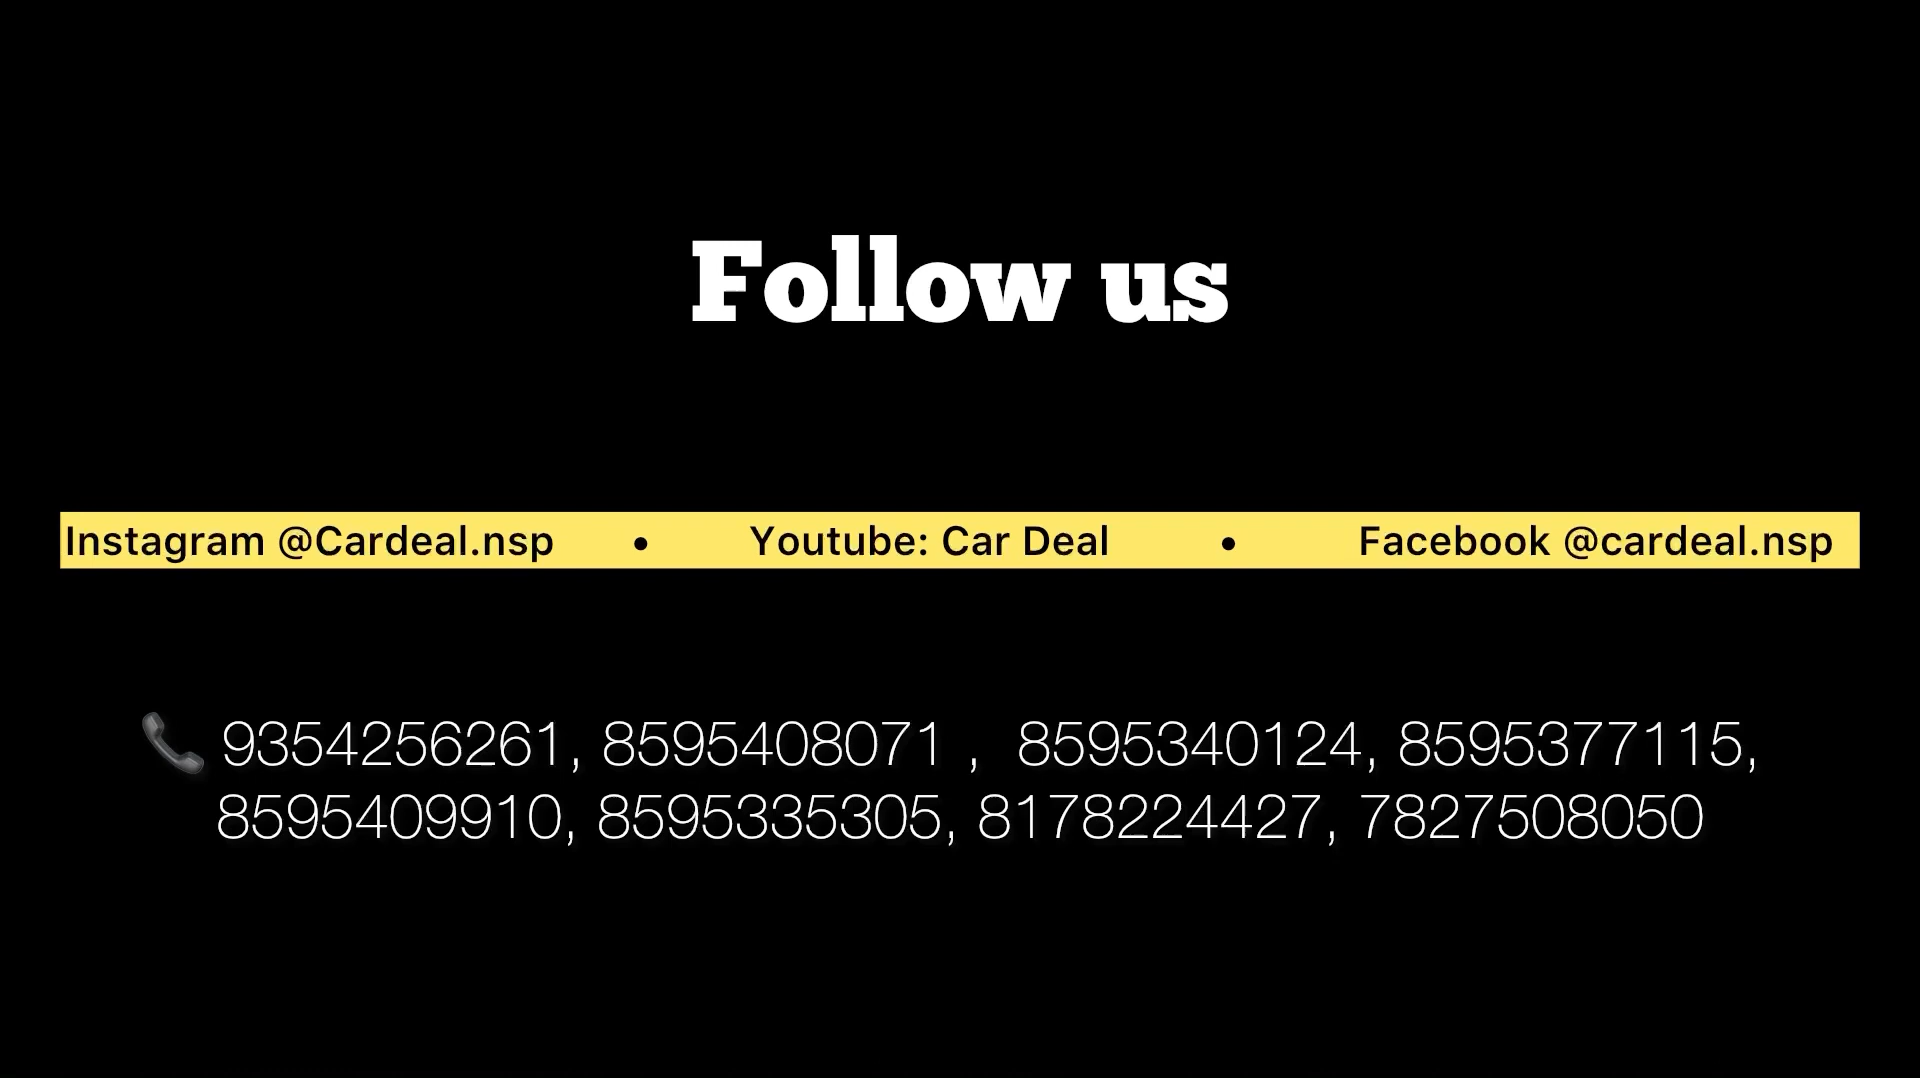 Follow us
Instagram @Cardeal.nsp • Youtube: Car Deal • Facebook @cardeal.nsp
📞 9354256261, 8595408071 , 8595340124, 8595377115,
8595409910, 8595335305, 8178224427, 7827508050